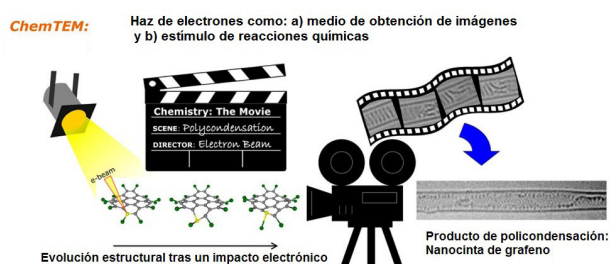 ChemTEM:
Haz de electrones como: a) medio de obtención de imágenes
y b) estímulo de reacciones químicas
Chemistry: The Movie
SCENE: Polycondensation
DIRECTOR: Electron Beam
e-beam
Evolución estructural tras un impacto electrónico
Producto de policondensación:
Nanocinta de grafeno